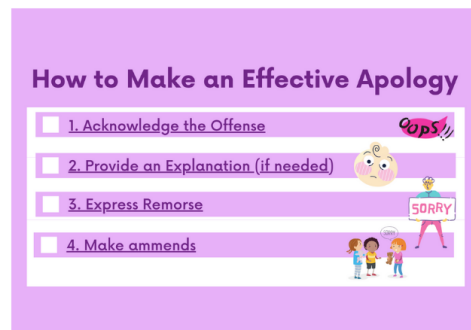 How to Make an Effective Apology
1. Acknowledge the Offense
OOPS!!
2. Provide an Explanation (if needed)
3. Express Remorse
SORRY
4. Make ammends
SORRY